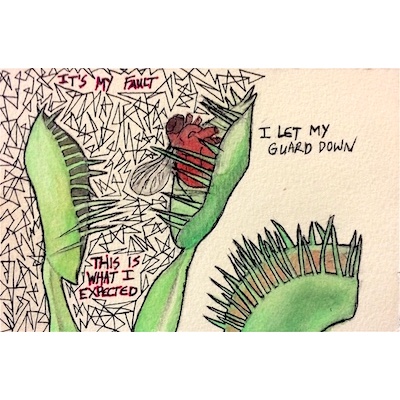 IT'S MY FAULT
I LET MY
GUARD DOWN
THIS IS
WHAT I
EXPECTED